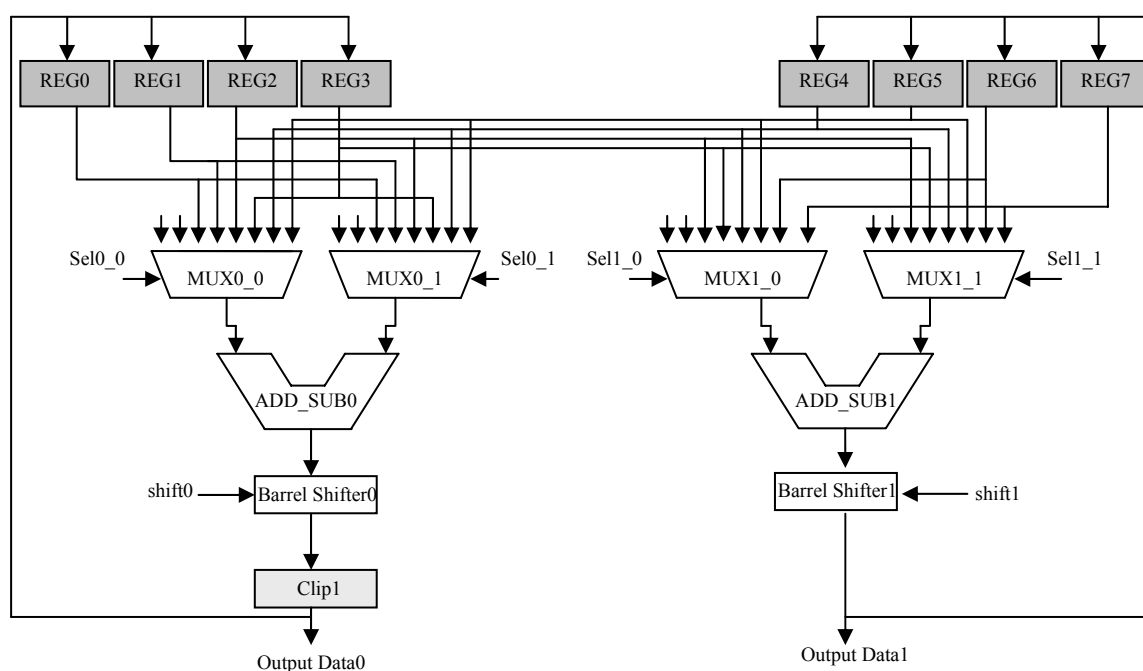 REG0 REG1 REG2 REG3 REG4 REG5 REG6 REG7
Sel0_0 MUX0_0 MUX0_1 Sel0_1 Sel1_0 MUX1_0 MUX1_1 Sel1_1
ADD_SUB0 ADD_SUB1
shift0 Barrel Shifter0 Barrel Shifter1 shift1
Clip1
Output Data0 Output Data1